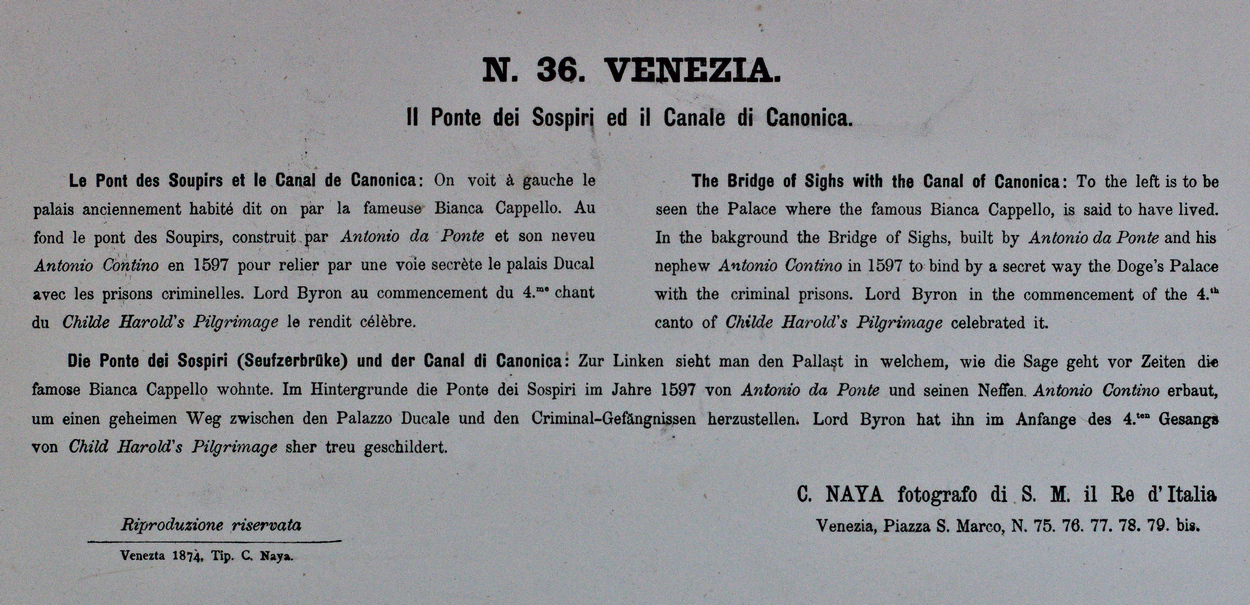 N. 36. VENEZIA.
Il Ponte dei Sospiri ed il Canale di Canonica.
Le Pont des Soupirs et le Canal de Canonica: On voit à gauche le
palais anciennement habité dit on par la fameuse Bianca Cappello. Au
fond le pont des Soupirs, construit par Antonio da Ponte et son neveu
Antonio Contino en 1597 pour relier par une voie secrète le palais Ducal
avec les prisons criminelles. Lord Byron au commencement du 4.me chant
du Childe Harold's Pilgrimage le rendit célèbre.
The Bridge of Sighs with the Canal of Canonica: To the left is to be
seen the Palace where the famous Bianca Cappello, is said to have lived.
In the bakground the Bridge of Sighs, built by Antonio da Ponte and his
nephew Antonio Contino in 1597 to bind by a secret way the Doge's Palace
with the criminal prisons. Lord Byron in the commencement of the 4.th
canto of Childe Harold's Pilgrimage celebrated it.
Die Ponte dei Sospiri (Seufzerbrüke) und der Canal di Canonica: Zur Linken sieht man den Pallast in welchem, wie die Sage geht vor Zeiten die
famose Bianca Cappello wohnte. Im Hintergrunde die Ponte dei Sospiri im Jahre 1597 von Antonio da Ponte und seinen Neffen Antonio Contino erbaut,
um einen geheimen Weg zwischen den Palazzo Ducale und den Criminal-Gefängnissen herzustellen. Lord Byron hat ihn im Anfange des 4.ten Gesangs
von Child Harold's Pilgrimage sher treu geschildert.
C. NAYA fotografo di S. M. il Re d'Italia
Venezia, Piazza S. Marco, N. 75. 76. 77. 78. 79. bis.
Riproduzione riservata
Venezta 1874, Tip. C. Naya.